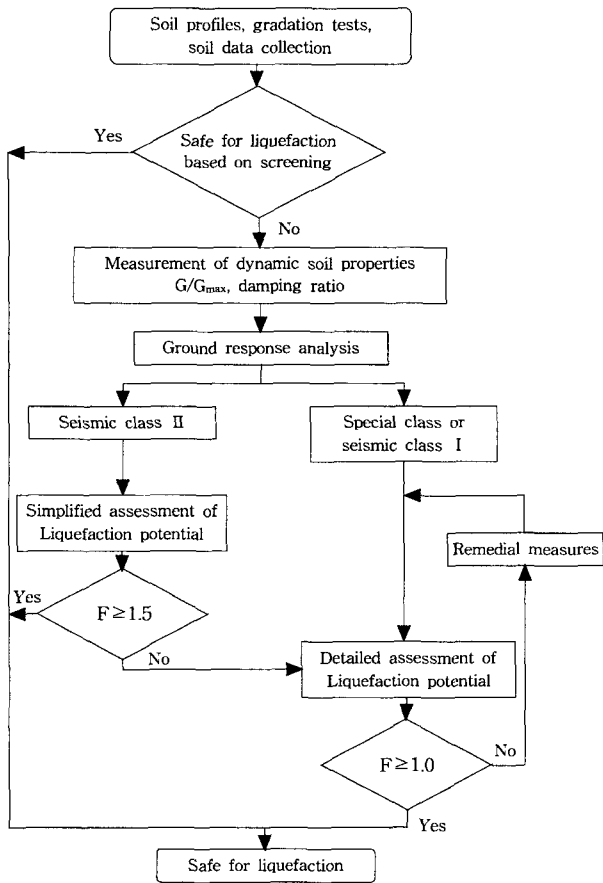 Soil profiles, gradation tests,
soil data collection
Yes
Safe for liquefaction
based on screening
No
Measurement of dynamic soil properties
G/Gmax, damping ratio
Ground response analysis
Seismic class Ⅱ
Special class or
seismic class Ⅰ
Simplified assessment of
Liquefaction potential
Remedial measures
Yes
F≥1.5
No
Detailed assessment of
Liquefaction potential
F≥1.0
No
Yes
Safe for liquefaction